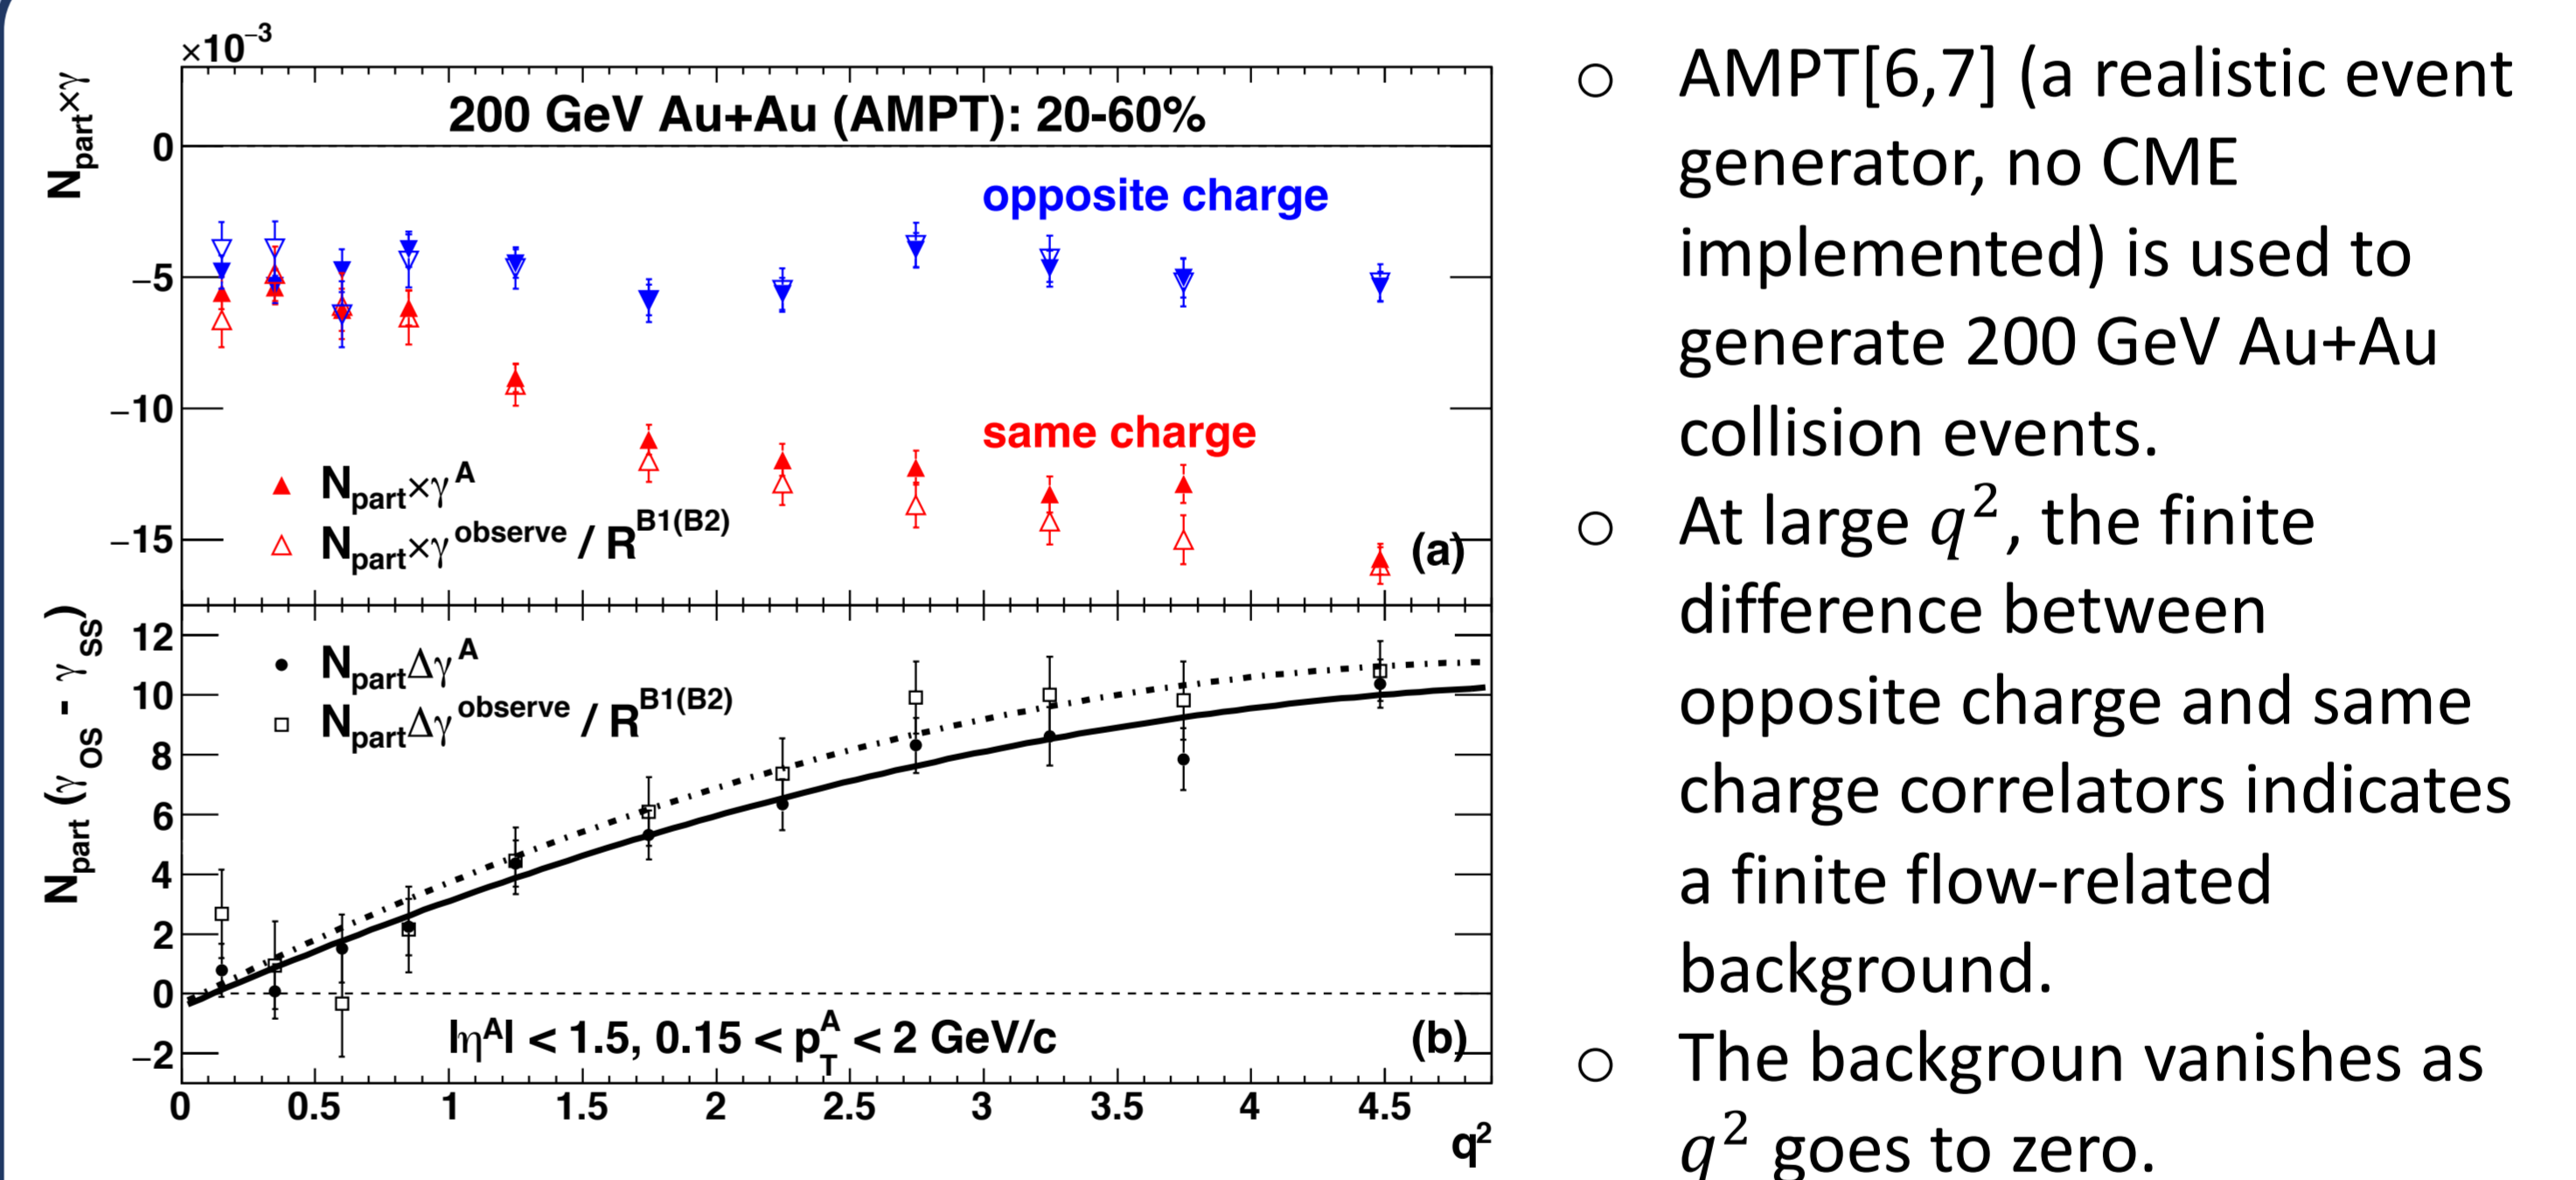 ×10⁻³
N_part×γ
200 GeV Au+Au (AMPT): 20-60%
0
−5
−10
−15
opposite charge
same charge
N_part×γ^A
N_part×γ^observe / R^B1(B2)
(a)
N_part (γ_os - γ_ss)
12
10
8
6
4
2
0
−2
N_partΔγ^A
N_partΔγ^observe / R^B1(B2)
|η^A| < 1.5, 0.15 < p_T^A < 2 GeV/c
(b)
0 0.5 1 1.5 2 2.5 3 3.5 4 4.5
q²
○ AMPT[6,7] (a realistic event
generator, no CME
implemented) is used to
generate 200 GeV Au+Au
collision events.
○ At large q², the finite
difference between
opposite charge and same
charge correlators indicates
a finite flow-related
background.
○ The backgroun vanishes as
q² goes to zero.